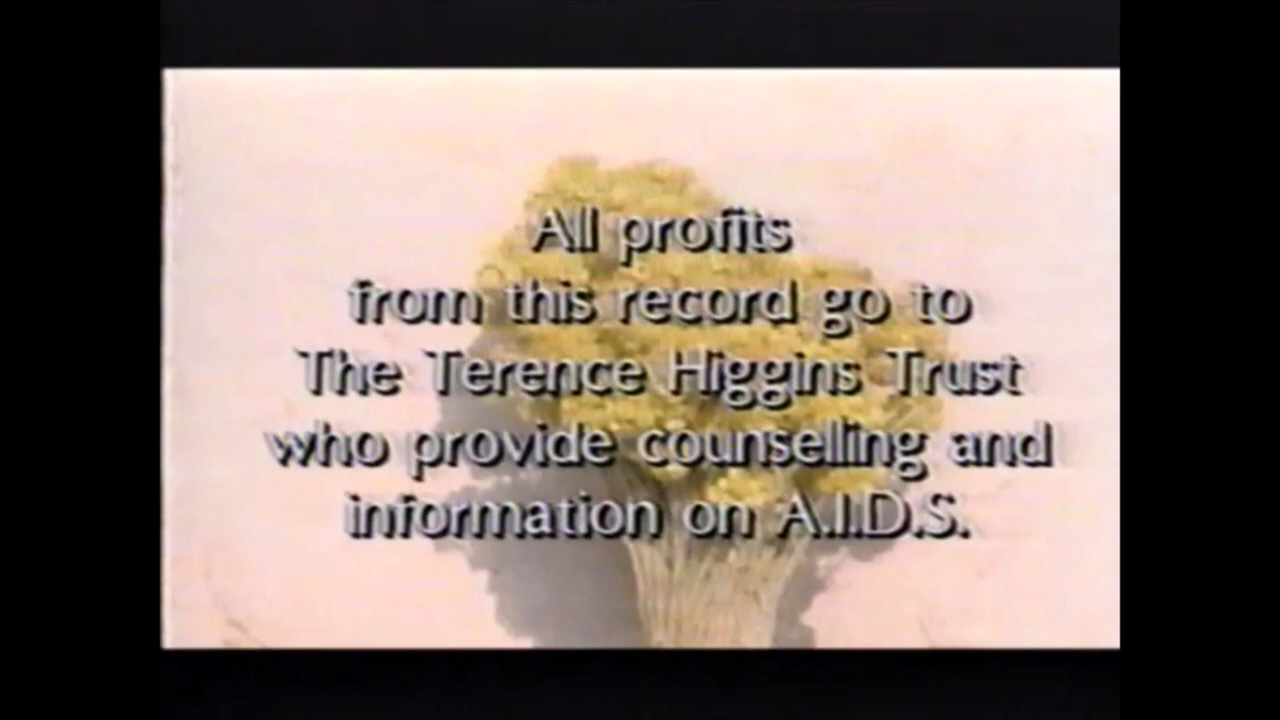 All profits
from this record go to
The Terence Higgins Trust
who provide counselling and
information on A.I.D.S.